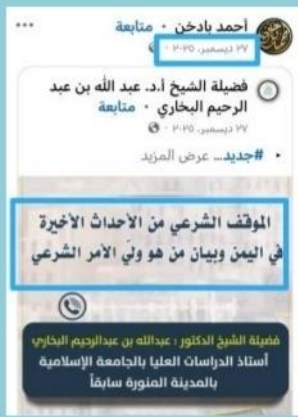 أحمد بادخن · متابعة
٢٧ ديسمبر، ٢٠٢٥ ·
فضيلة الشيخ أ.د. عبد الله بن عبد
الرحيم البخاري · متابعة
٢٧ ديسمبر، ٢٠٢٥ ·
· #جديد... عرض المزيد
الموقف الشرعي من الأحداث الأخيرة
في اليمن وبيان من هو ولي الأمر الشرعي
فضيلة الشيخ الدكتور : عبدالله بن عبدالرحيم البخاري
أستاذ الدراسات العليا بالجامعة الإسلامية
بالمدينة المنورة سابقاً